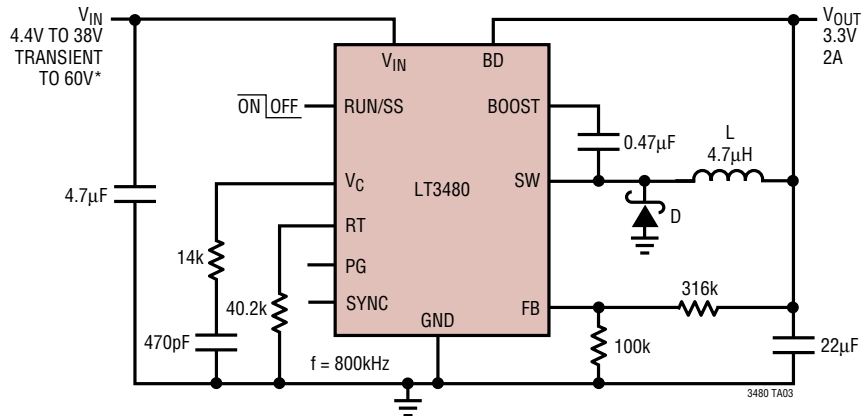 VIN
4.4V TO 38V
TRANSIENT
TO 60V*
VOUT
3.3V
2A
VIN
BD
ON OFF
RUN/SS
BOOST
0.47µF
L
4.7µH
4.7µF
VC
LT3480
SW
D
RT
14k
PG
40.2k
SYNC
FB
316k
GND
470pF
f = 800kHz
100k
22µF
3480 TA03